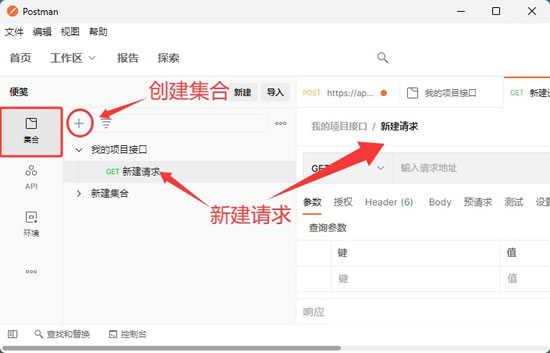 Postman
文件 编辑 视图 帮助
首页 工作区 报告 探索
便笺 新建 导入
创建集合
POST https://ap... 我的项目接口 GET 新建请
集合
我的项目接口 / 新建请求
我的项目接口
GET 新建请求
GET 输入请求地址
API
新建集合
新建请求
参数 授权 Header (6) Body 预请求 测试 设置
查询参数
环境
键 值
键 值
响应
查找和替换 控制台